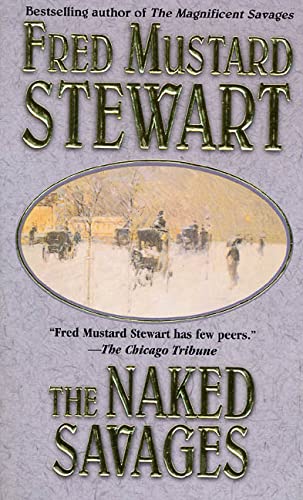 Bestselling author of The Magnificent Savages
FRED MUSTARD
STEWART
"Fred Mustard Stewart has few peers."
—The Chicago Tribune
THE NAKED
SAVAGES